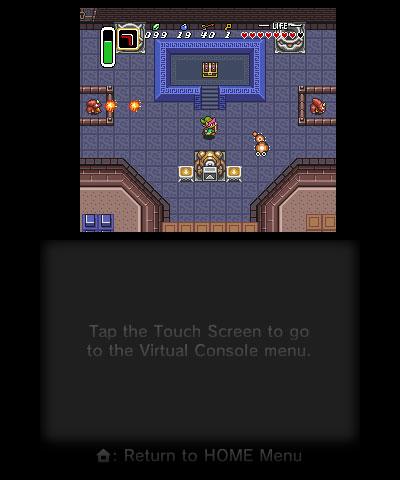 LIFE
099 19 40 1
Tap the Touch Screen to go
to the Virtual Console menu.
: Return to HOME Menu